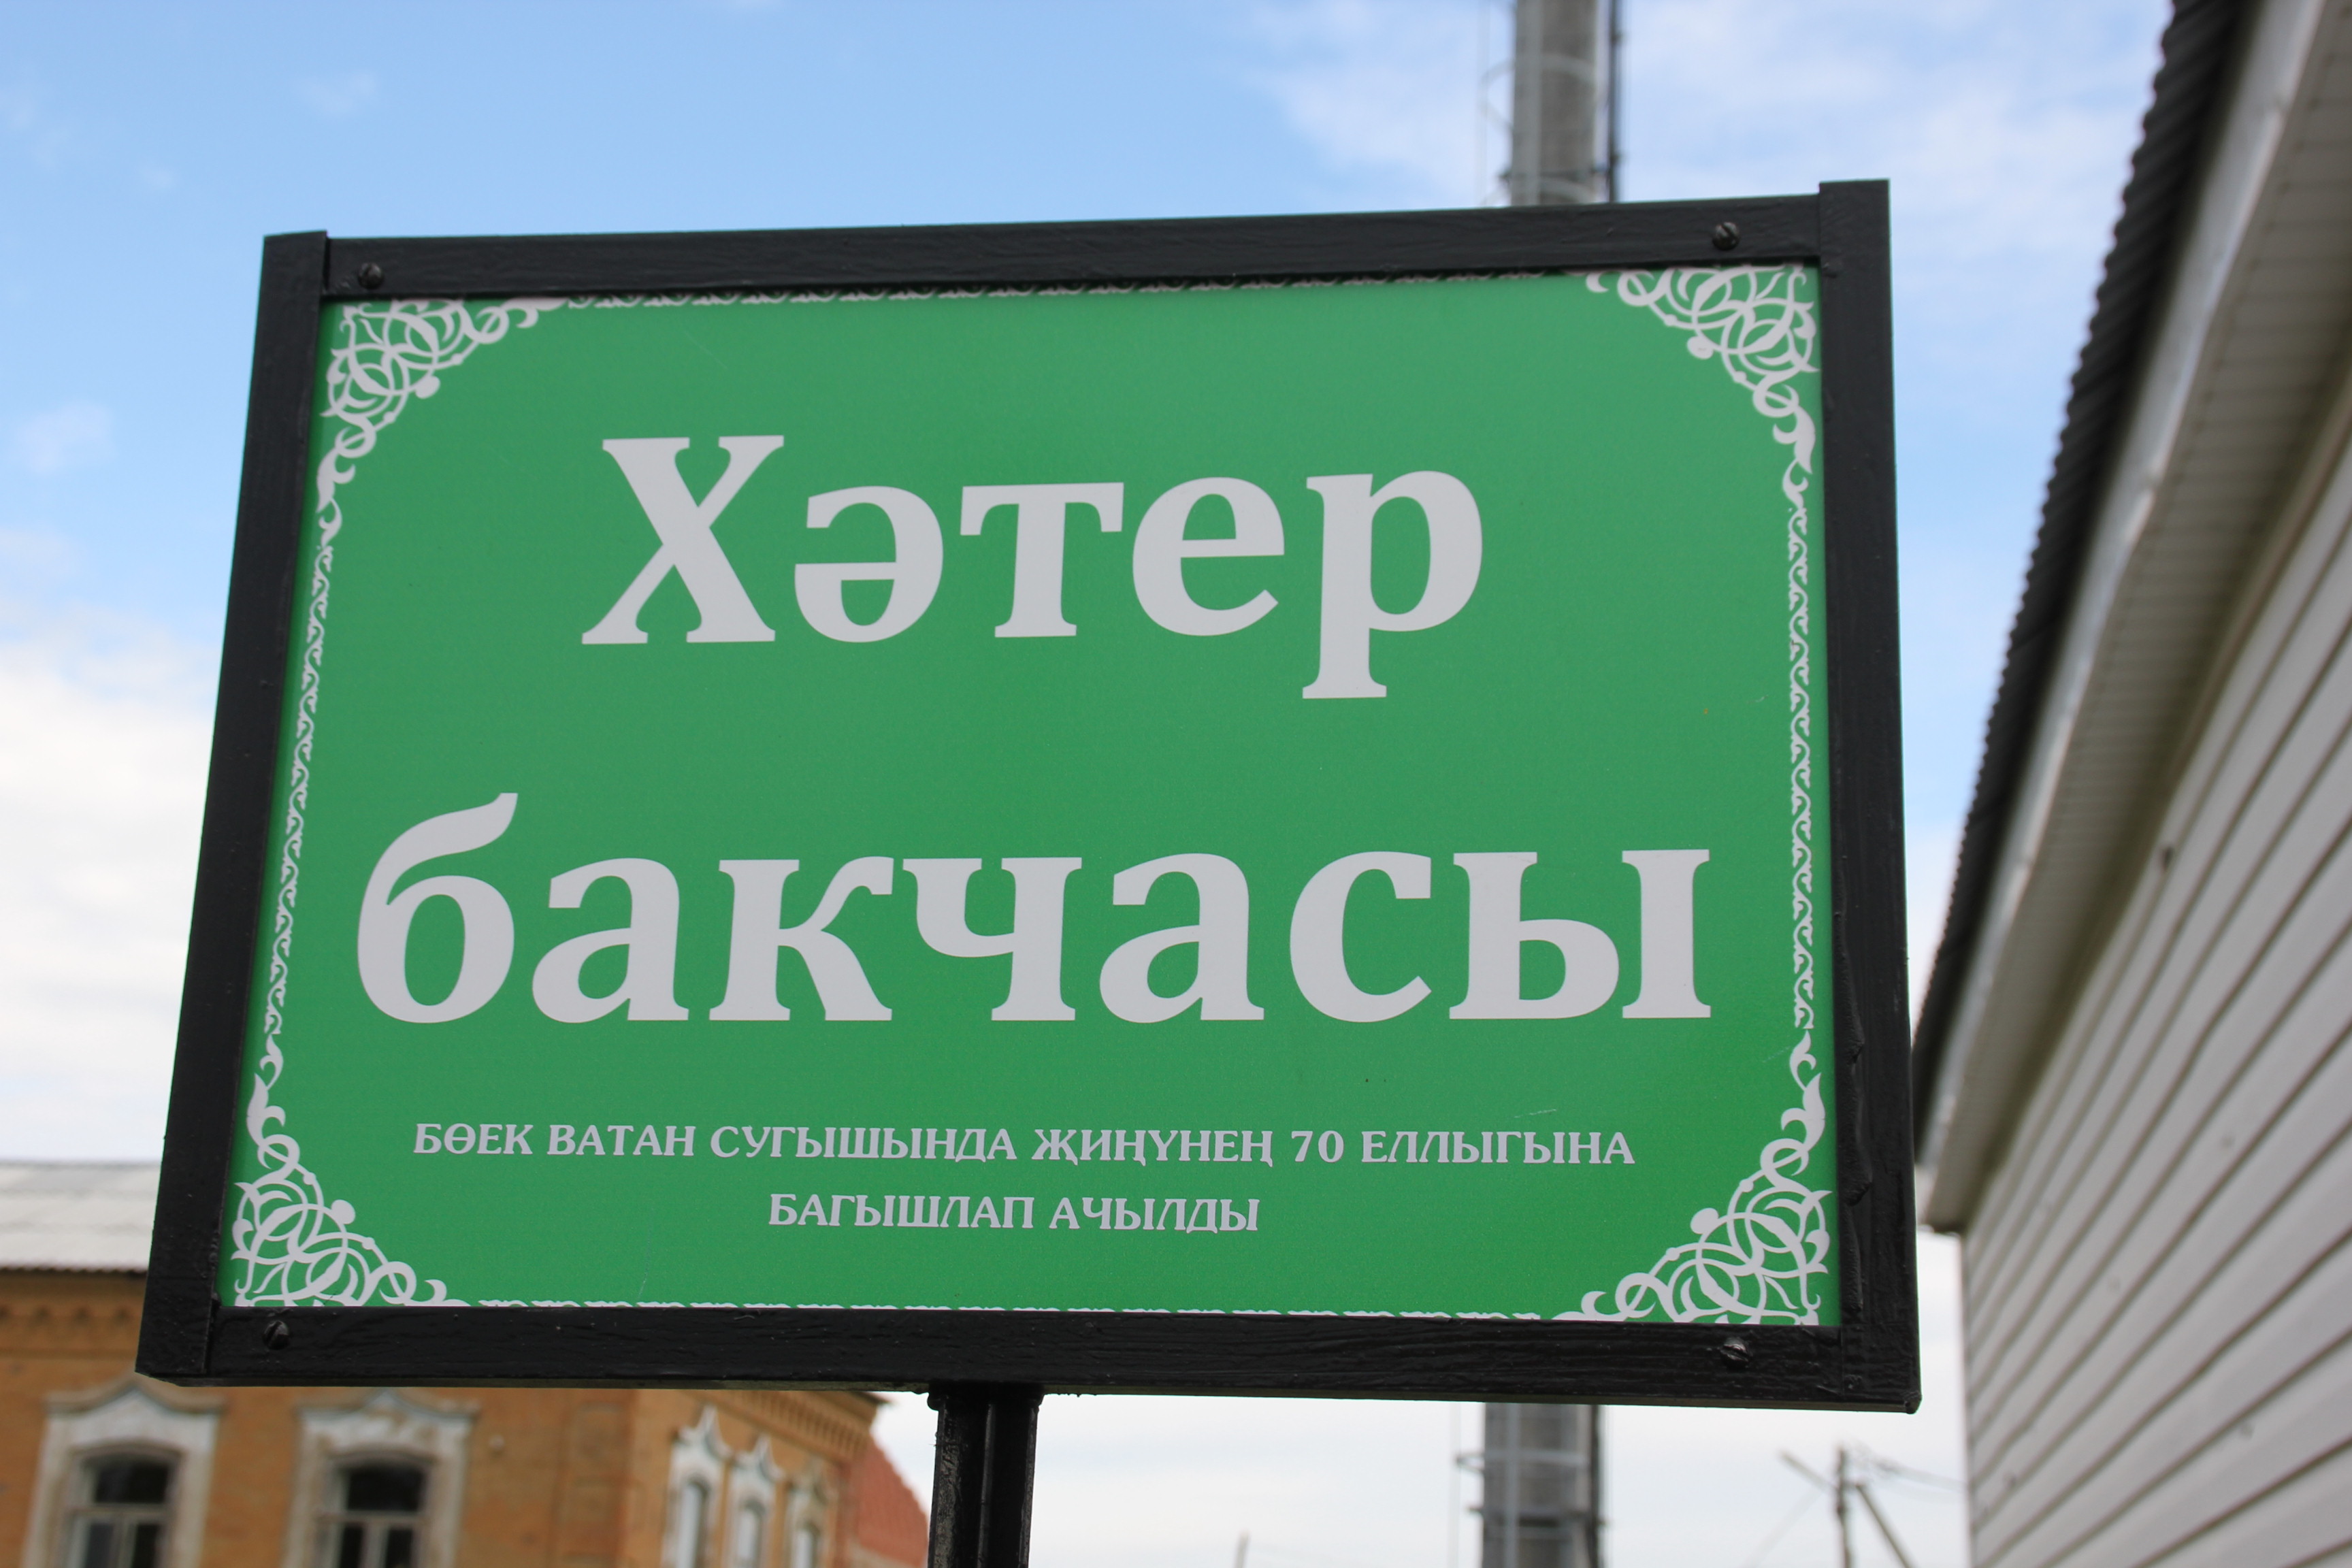 Хәтер
бакчасы
БӨЕК ВАТАН СУГЫШЫНДА ҖИҢҮНЕҢ 70 ЕЛЛЫГЫНА
БАГЫШЛАП АЧЫЛДЫ